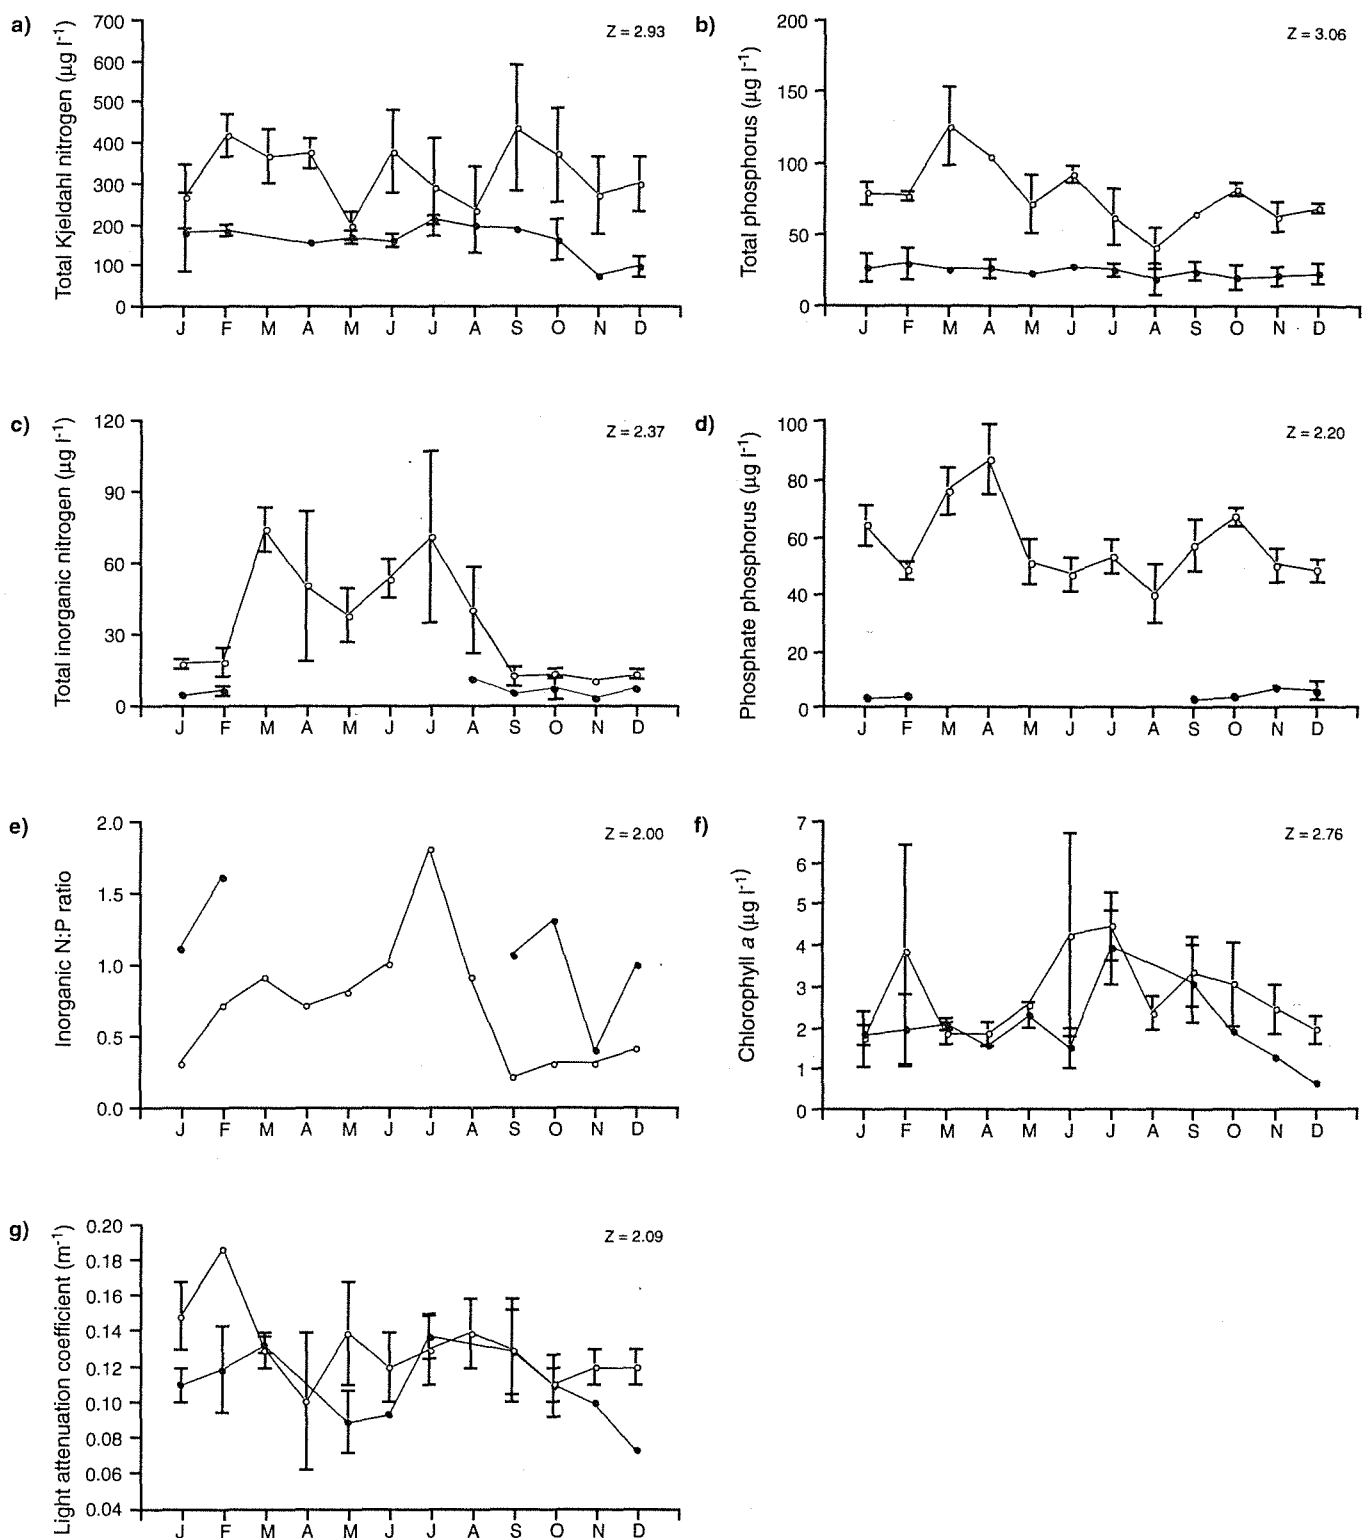 a)
Total Kjeldahl nitrogen (µg l⁻¹)
Z = 2.93
700
600
500
400
300
200
100
0
J F M A M J J A S O N D
b)
Total phosphorus (µg l⁻¹)
Z = 3.06
200
150
100
50
0
J F M A M J J A S O N D
c)
Total inorganic nitrogen (µg l⁻¹)
Z = 2.37
120
90
60
30
0
J F M A M J J A S O N D
d)
Phosphate phosphorus (µg l⁻¹)
Z = 2.20
100
80
60
40
20
0
J F M A M J J A S O N D
e)
Inorganic N:P ratio
Z = 2.00
2.0
1.5
1.0
0.5
0.0
J F M A M J J A S O N D
f)
Chlorophyll a (µg l⁻¹)
Z = 2.76
7
6
5
4
3
2
1
0
J F M A M J J A S O N D
g)
Light attenuation coefficient (m⁻¹)
Z = 2.09
0.20
0.18
0.16
0.14
0.12
0.10
0.08
0.06
0.04
J F M A M J J A S O N D